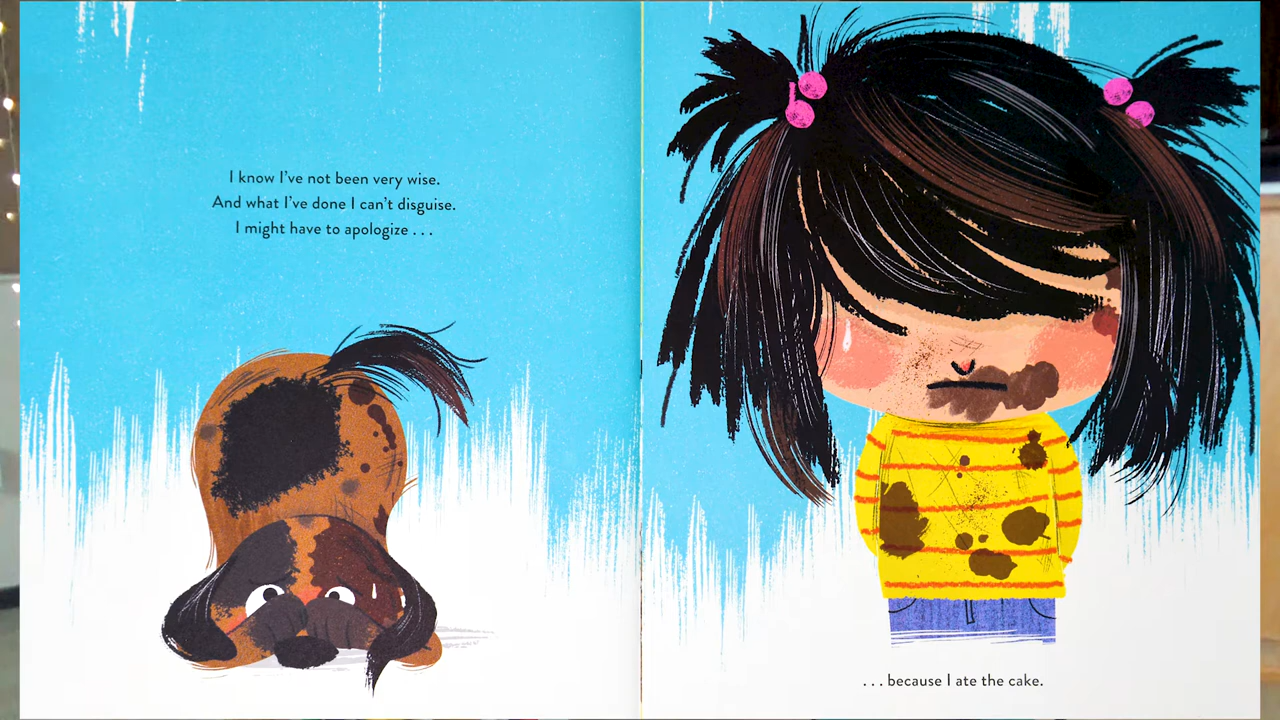 I know I've not been very wise.
And what I've done I can't disguise.
I might have to apologize . . .
. . . because I ate the cake.